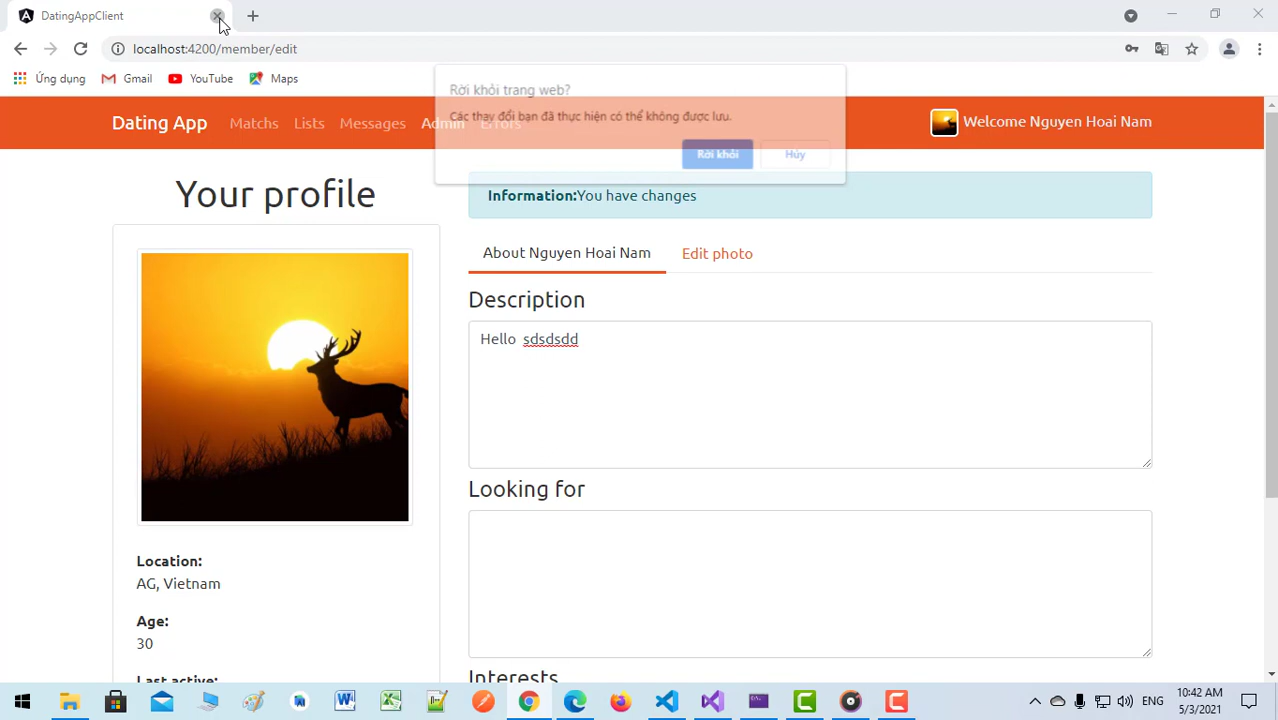 DatingAppClient
localhost:4200/member/edit
Ứng dụng Gmail YouTube Maps
Rời khỏi trang web?
Các thay đổi bạn đã thực hiện có thể không được lưu.
Rời khỏi Hủy
Dating App Matchs Lists Messages Admin Errors Welcome Nguyen Hoai Nam
Your profile
Information:You have changes
About Nguyen Hoai Nam Edit photo
Description
Hello sdsdsdd
Looking for
Interests
Location:
AG, Vietnam
Age:
30
Last active:
ENG
10:42 AM
5/3/2021